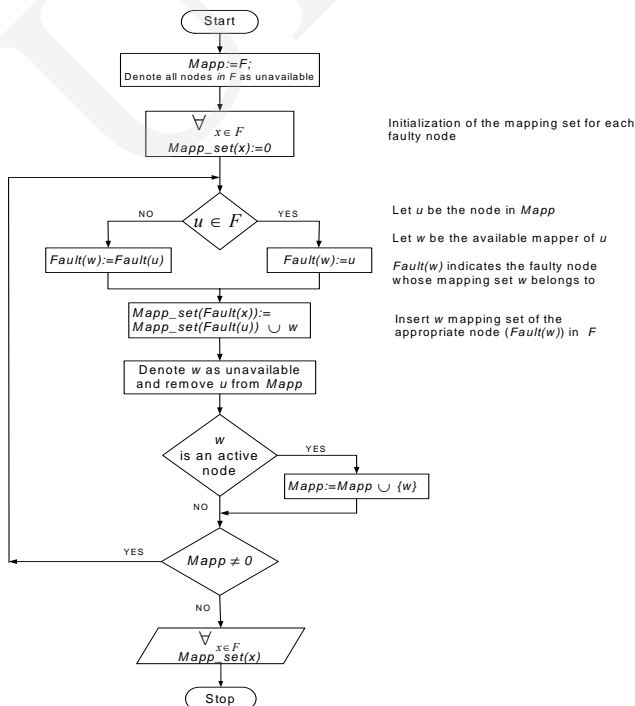 Start
Mapp:=F;
Denote all nodes in F as unavailable
∀ x∈F
Mapp_set(x):=0
Initialization of the mapping set for each
faulty node
u ∈ F
NO
YES
Let u be the node in Mapp
Let w be the available mapper of u
Fault(w):=Fault(u)
Fault(w):=u
Fault(w) indicates the faulty node
whose mapping set w belongs to
Mapp_set(Fault(x)):=
Mapp_set(Fault(u)) ∪ w
Insert w mapping set of the
appropriate node (Fault(w)) in F
Denote w as unavailable
and remove u from Mapp
w
is an active
node
YES
Mapp:=Mapp ∪ {w}
NO
YES
Mapp ≠ 0
NO
∀ x∈F
Mapp_set(x)
Stop